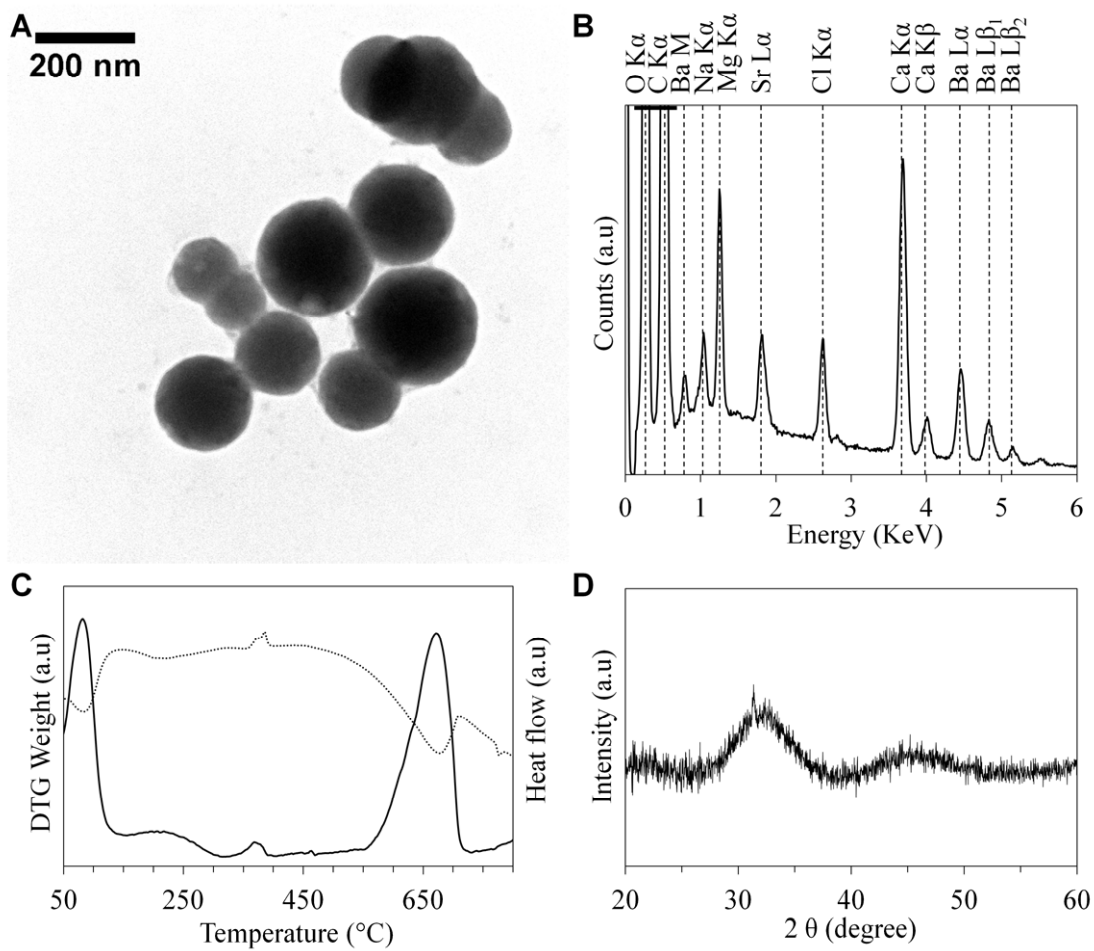 A
200 nm
B
O Kα
C Kα
Ba M
Na Kα
Mg Kα
Sr Lα
Cl Kα
Ca Kα
Ca Kβ
Ba Lα
Ba Lβ1
Ba Lβ2
Counts (a.u)
0 1 2 3 4 5 6
Energy (KeV)
C
DTG Weight (a.u)
Heat flow (a.u)
50 250 450 650
Temperature (°C)
D
Intensity (a.u)
20 30 40 50 60
2 θ (degree)